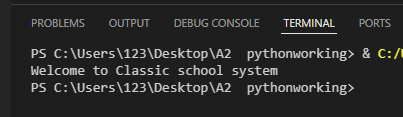 PROBLEMS OUTPUT DEBUG CONSOLE TERMINAL PORTS
PS C:\Users\123\Desktop\A2  pythonworking> & C:/
Welcome to Classic school system
PS C:\Users\123\Desktop\A2  pythonworking>